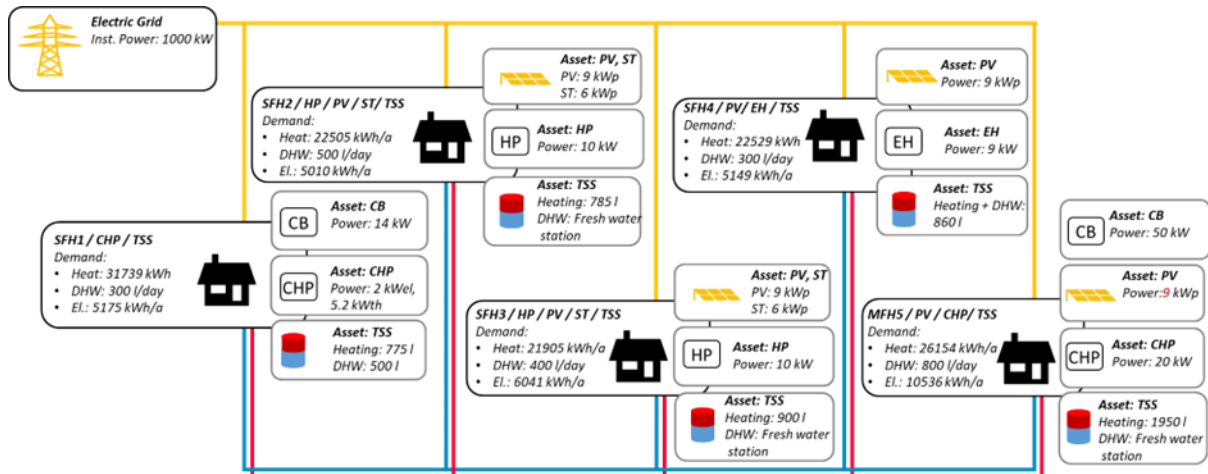 Electric Grid
Inst. Power: 1000 kW
SFH2 / HP / PV / ST/ TSS
Demand:
• Heat: 22505 kWh/a
• DHW: 500 l/day
• El.: 5010 kWh/a
Asset: PV, ST
PV: 9 kWp
ST: 6 kWp
HP
Asset: HP
Power: 10 kW
Asset: TSS
Heating: 785 l
DHW: Fresh water
station
SFH4 / PV/ EH / TSS
Demand:
• Heat: 22529 kWh
• DHW: 300 l/day
• El.: 5149 kWh/a
Asset: PV
Power: 9 kWp
EH
Asset: EH
Power: 9 kW
Asset: TSS
Heating + DHW:
860 l
SFH1 / CHP / TSS
Demand:
• Heat: 31739 kWh
• DHW: 300 l/day
• El.: 5175 kWh/a
CB
Asset: CB
Power: 14 kW
CHP
Asset: CHP
Power: 2 kWel,
5.2 kWth
Asset: TSS
Heating: 775 l
DHW: 500 l
SFH3 / HP / PV / ST / TSS
Demand:
• Heat: 21905 kWh/a
• DHW: 400 l/day
• El.: 6041 kWh/a
Asset: PV, ST
PV: 9 kWp
ST: 6 kWp
HP
Asset: HP
Power: 10 kW
Asset: TSS
Heating: 900 l
DHW: Fresh water
station
MFH5 / PV / CHP/ TSS
Demand:
• Heat: 26154 kWh/a
• DHW: 800 l/day
• El.: 10536 kWh/a
CB
Asset: CB
Power: 50 kW
Asset: PV
Power:9 kWp
CHP
Asset: CHP
Power: 20 kW
Asset: TSS
Heating: 1950 l
DHW: Fresh water
station